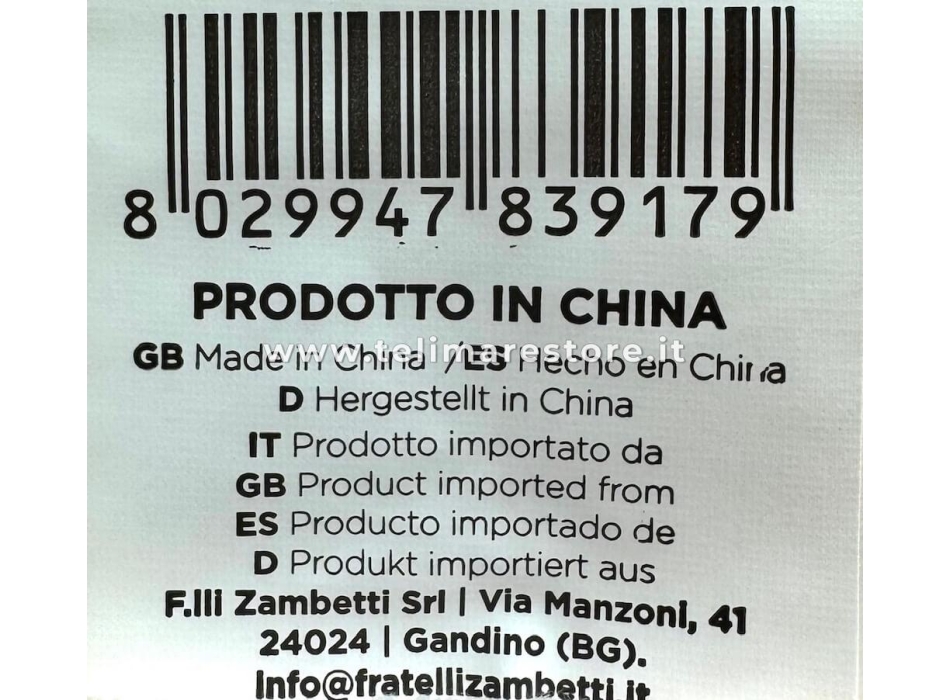 8 029947 839179
PRODOTTO IN CHINA
GB Made in China / ES Hecho en China
www.telimarestore.it
D Hergestellt in China
IT Prodotto importato da
GB Product imported from
ES Producto importado de
D Produkt importiert aus
F.lli Zambetti Srl | Via Manzoni, 41
24024 | Gandino (BG).
info@fratellizambetti.it